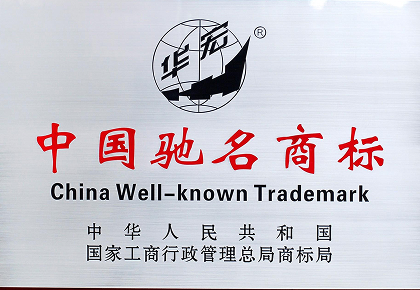 华宏®
中国驰名商标
China Well-known Trademark
中华人民共和国
国家工商行政管理总局商标局